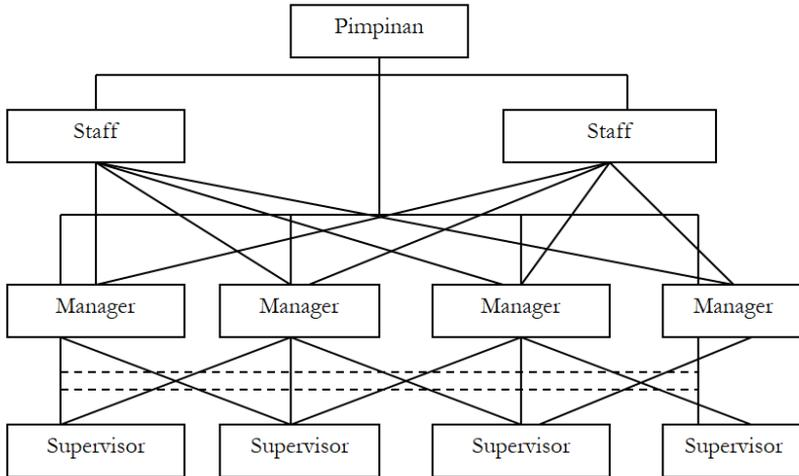 Pimpinan
Staff
Staff
Manager
Manager
Manager
Manager
Supervisor
Supervisor
Supervisor
Supervisor